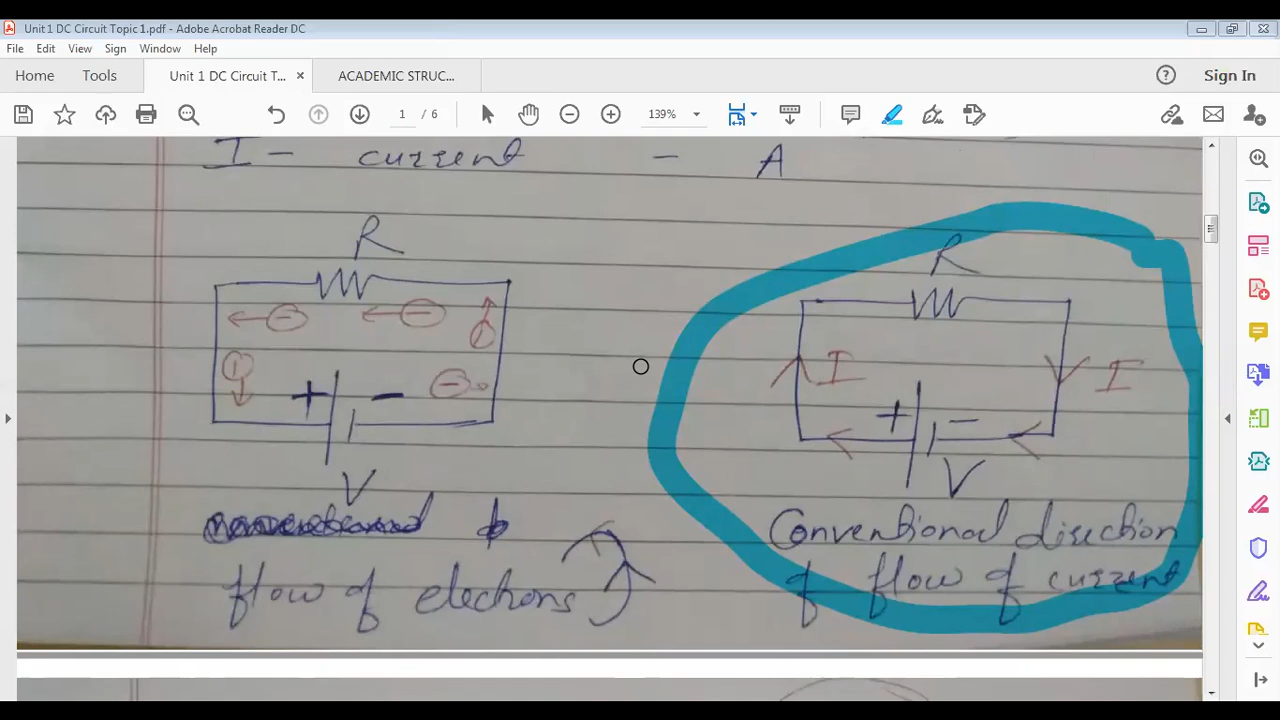 Unit 1 DC Circuit Topic 1.pdf - Adobe Acrobat Reader DC
File Edit View Sign Window Help
Home Tools Unit 1 DC Circuit T... × ACADEMIC STRUC... Sign In
1 / 6 139%
I - current - A
R
R
I I
+ -
+ -
V
V
Conventional direction
of flow of current
flow of electrons